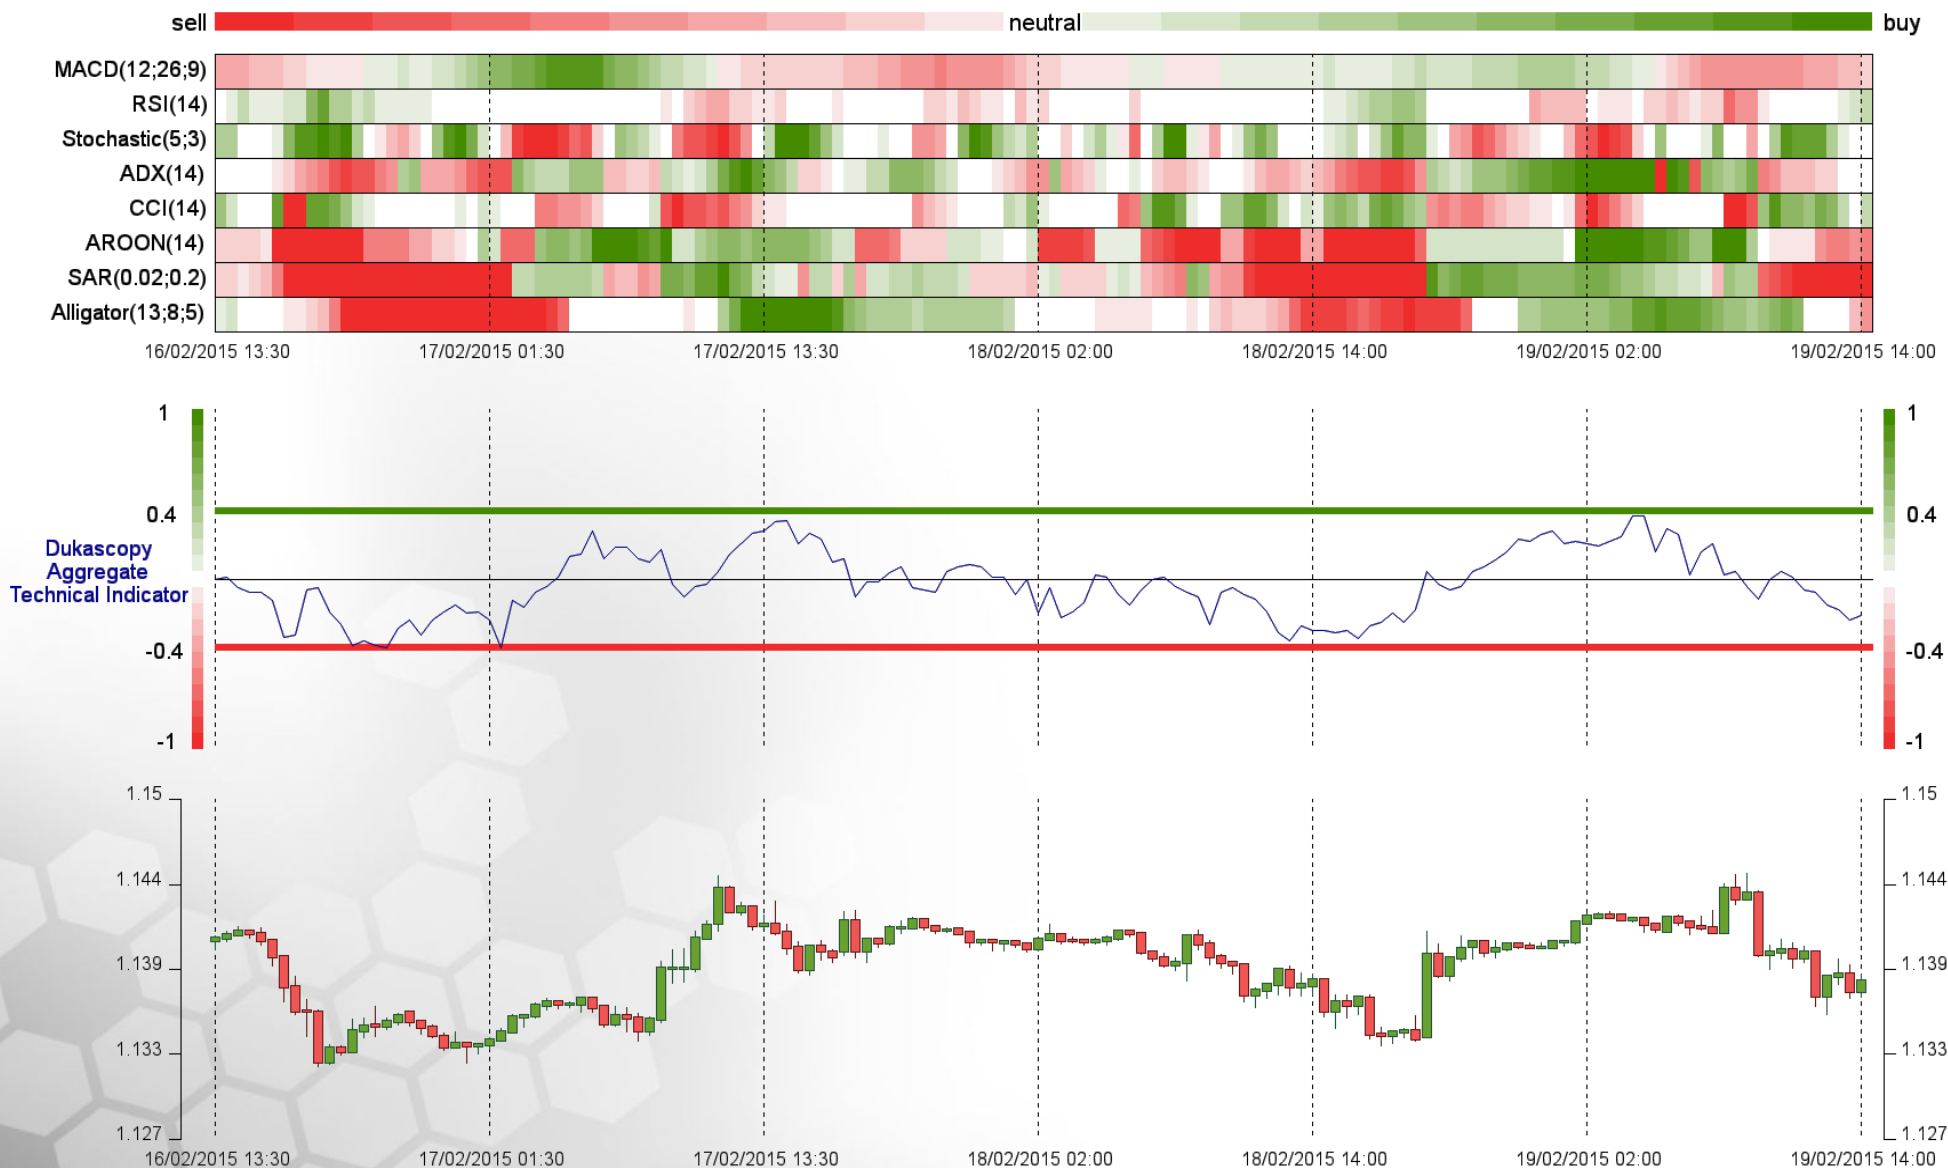 sell neutral buy
MACD(12;26;9)
RSI(14)
Stochastic(5;3)
ADX(14)
CCI(14)
AROON(14)
SAR(0.02;0.2)
Alligator(13;8;5)
16/02/2015 13:30 17/02/2015 01:30 17/02/2015 13:30 18/02/2015 02:00 18/02/2015 14:00 19/02/2015 02:00 19/02/2015 14:00
1 1
0.4 0.4
Dukascopy
Aggregate
Technical Indicator
-0.4 -0.4
-1 -1
1.15 1.15
1.144 1.144
1.139 1.139
1.133 1.133
1.127 1.127
16/02/2015 13:30 17/02/2015 01:30 17/02/2015 13:30 18/02/2015 02:00 18/02/2015 14:00 19/02/2015 02:00 19/02/2015 14:00